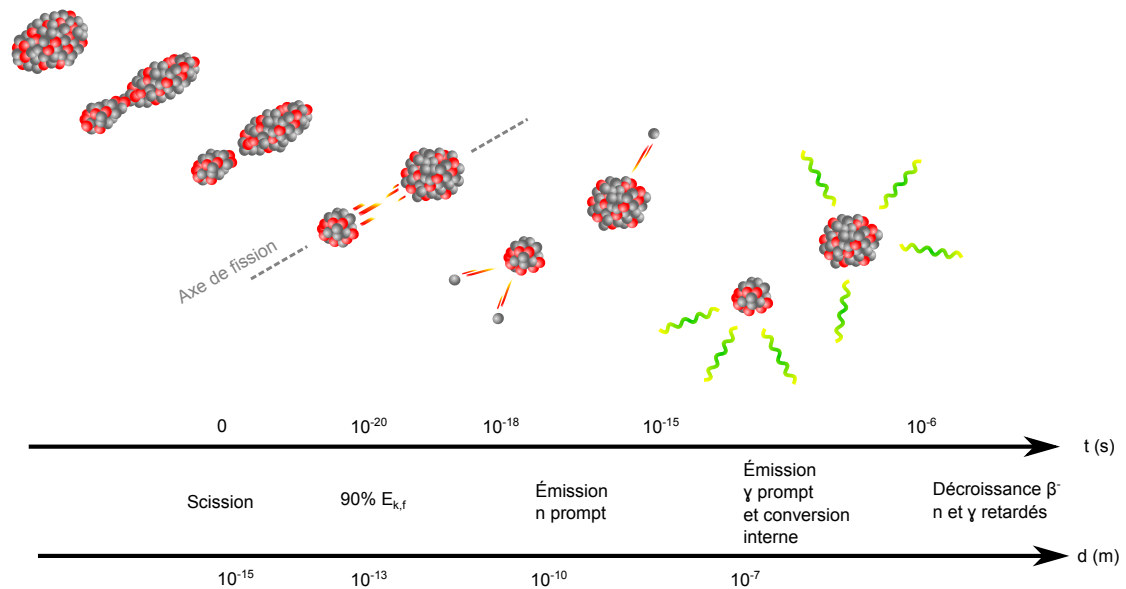 Axe de fission
0
10⁻²⁰
10⁻¹⁸
10⁻¹⁵
10⁻⁶
t (s)
Scission
90% Eₖ,f
Émission
n prompt
Émission
ɣ prompt
et conversion
interne
Décroissance β⁻
n et ɣ retardés
d (m)
10⁻¹⁵
10⁻¹³
10⁻¹⁰
10⁻⁷